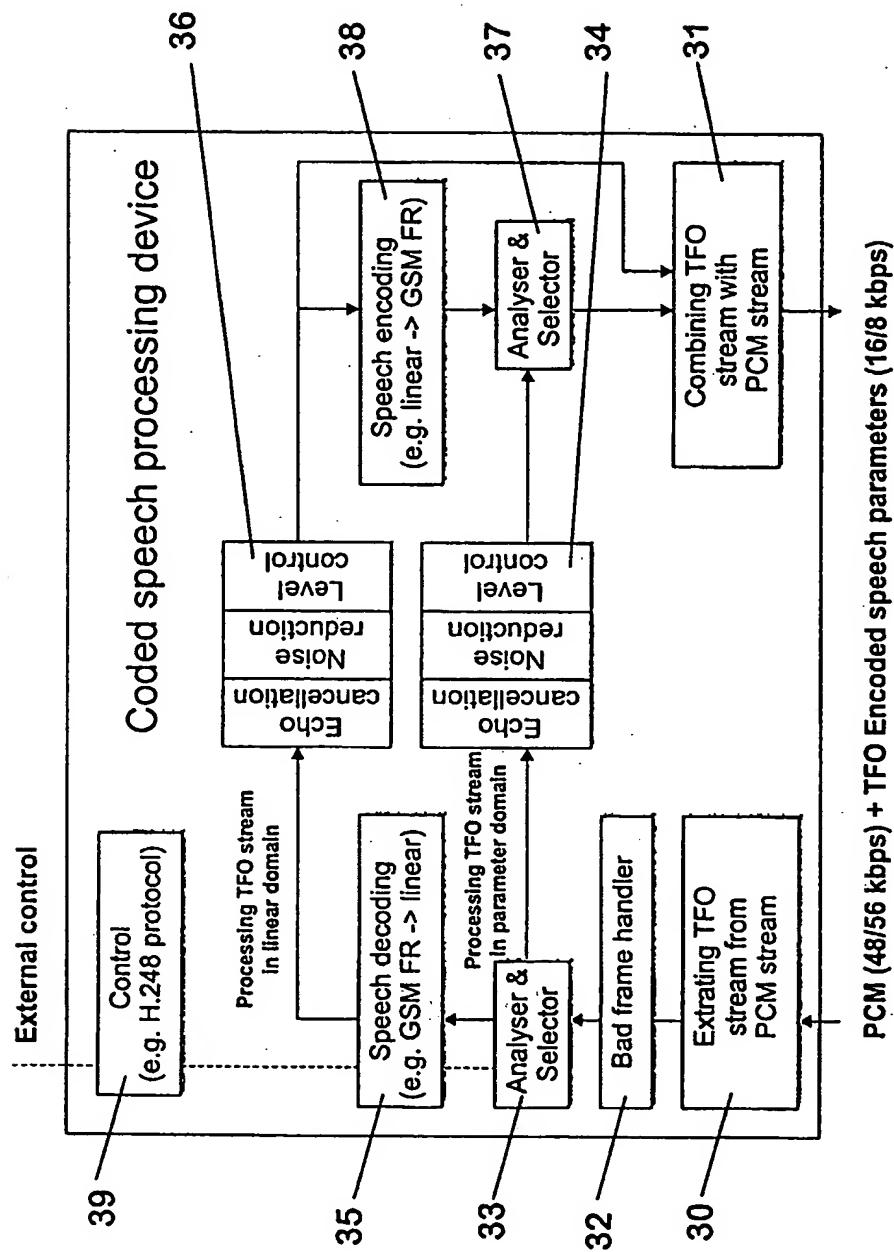 External control
Coded speech processing device
39
Control
(e.g. H.248 protocol)
Processing TFO stream
in linear domain
35
Speech decoding
(e.g. GSM FR -> linear)
33
Analyser &
Selector
Processing TFO stream
in parameter domain
32
Bad frame handler
30
Extrating TFO
stream from
PCM stream
Echo
cancellation
Noise
reduction
Level
control
36
Echo
cancellation
Noise
reduction
Level
control
34
Speech encoding
(e.g. linear -> GSM FR)
38
Analyser &
Selector
37
Combining TFO
stream with
PCM stream
31
PCM (48/56 kbps) + TFO Encoded speech parameters (16/8 kbps)